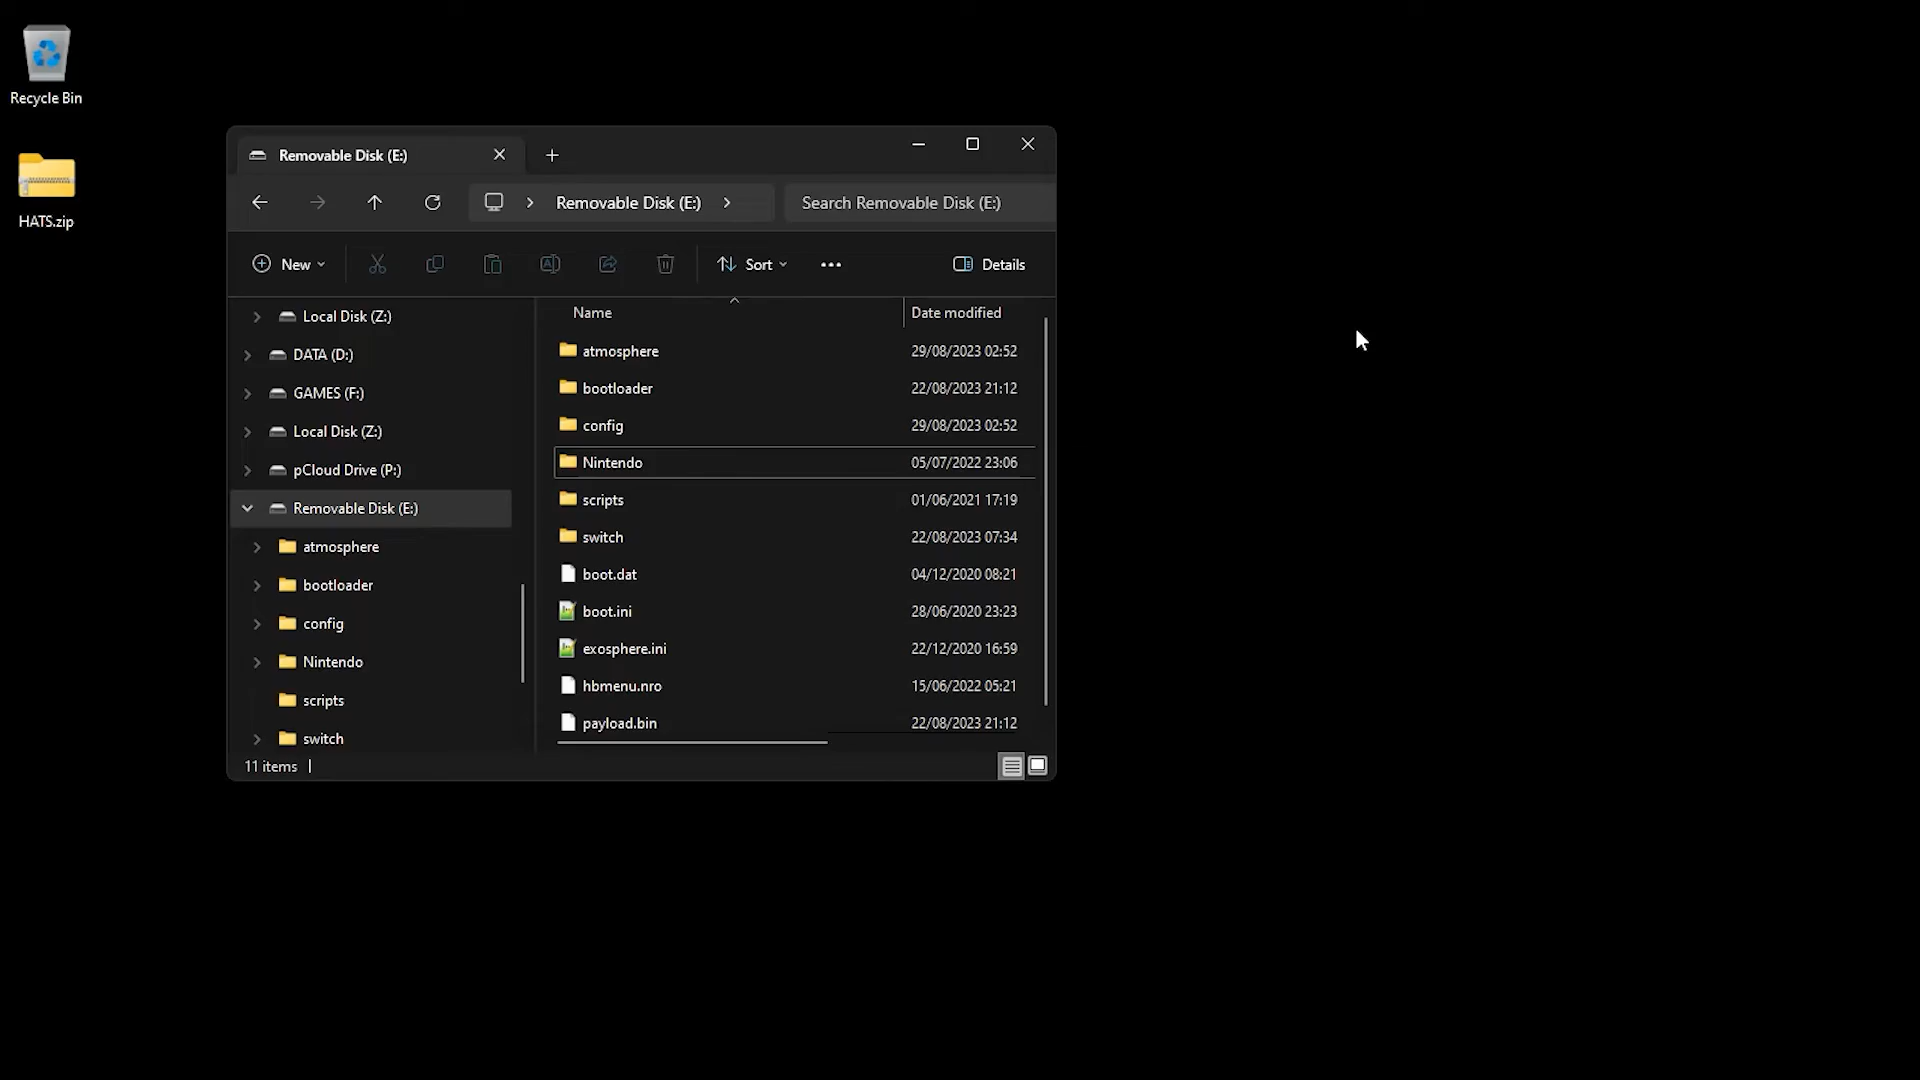 Recycle Bin
HATS.zip
Removable Disk (E:)
Removable Disk (E:)
Search Removable Disk (E:)
New
Sort
Details
Local Disk (Z:)
DATA (D:)
GAMES (F:)
Local Disk (Z:)
pCloud Drive (P:)
Removable Disk (E:)
atmosphere
bootloader
config
Nintendo
scripts
switch
Name Date modified
atmosphere 29/08/2023 02:52
bootloader 22/08/2023 21:12
config 29/08/2023 02:52
Nintendo 05/07/2022 23:06
scripts 01/06/2021 17:19
switch 22/08/2023 07:34
boot.dat 04/12/2020 08:21
boot.ini 28/06/2020 23:23
exosphere.ini 22/12/2020 16:59
hbmenu.nro 15/06/2022 05:21
payload.bin 22/08/2023 21:12
11 items